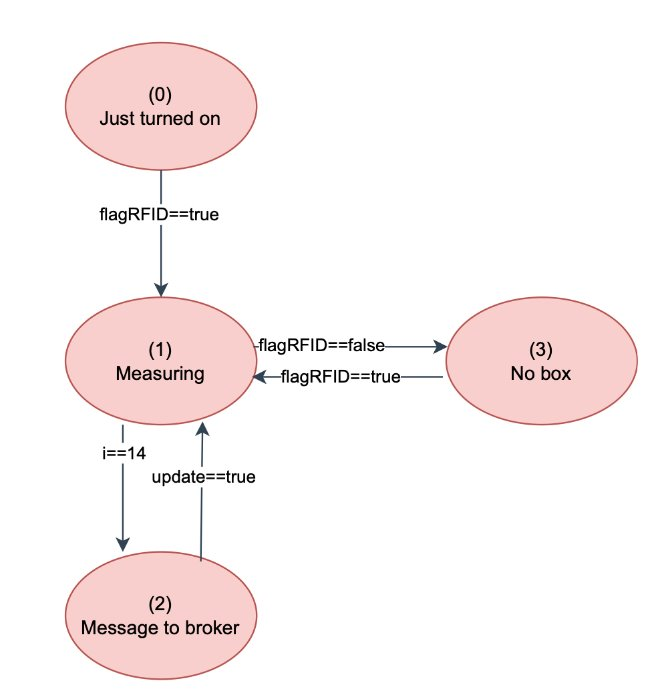 (0)
Just turned on
flagRFID==true
(1)
Measuring
flagRFID==false
flagRFID==true
(3)
No box
i==14
update==true
(2)
Message to broker